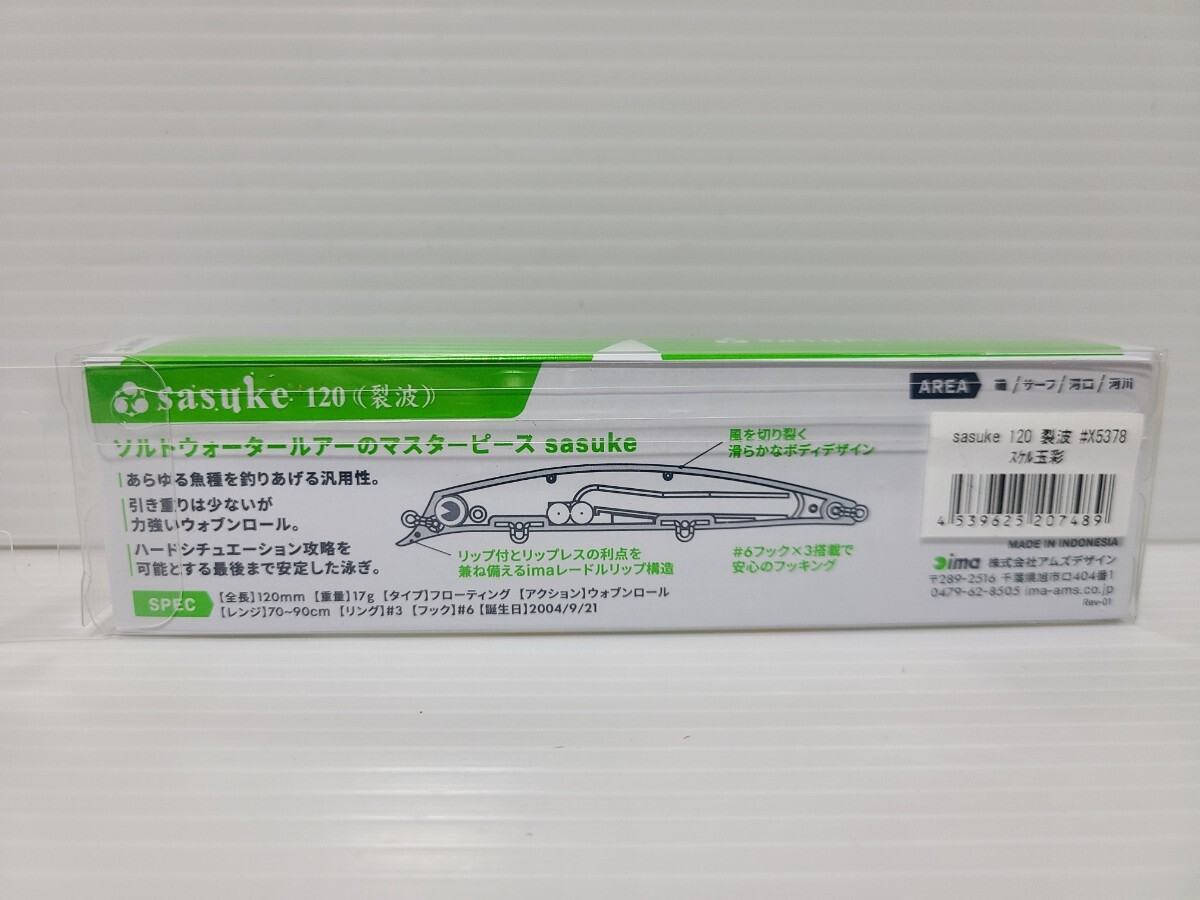 sasuke 120 ((裂波))
AREA 磯 / サーフ / 河口 / 河川
ソルトウォータールアーのマスターピース sasuke
あらゆる魚種を釣りあげる汎用性。
引き重りは少ないが
力強いウォブンロール。
ハードシチュエーション攻略を
可能とする最後まで安定した泳ぎ。
風を切り裂く
滑らかなボディデザイン
リップ付とリップレスの利点を
兼ね備えるimaレードルリップ構造
#6フック×3搭載で
安心のフッキング
SPEC
【全長】120mm 【重量】17g 【タイプ】フローティング 【アクション】ウォブンロール
【レンジ】70~90cm 【リング】#3 【フック】#6 【誕生日】2004/9/21
sasuke 120 裂波 #X5378
スケル玉彩
4 539625 207489
MADE IN INDONESIA
ima 株式会社アムズデザイン
〒289-2516 千葉県旭市ロ404番1
0479-62-8505 ima-ams.co.jp
Rev-01